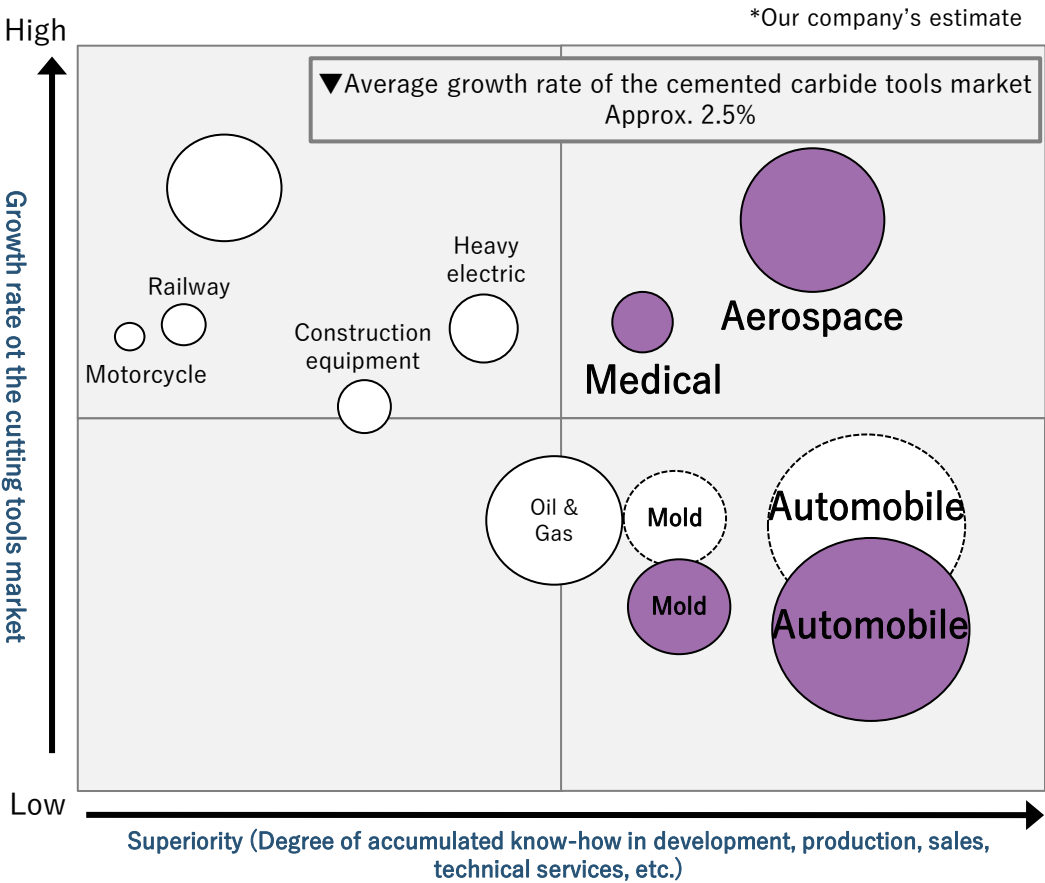 *Our company's estimate
High
▼Average growth rate of the cemented carbide tools market
Approx. 2.5%
Heavy
electric
Railway
Construction
equipment
Motorcycle
Aerospace
Medical
Growth rate ot the cutting tools market
Oil &
Gas
Mold
Automobile
Mold
Automobile
Low
Superiority (Degree of accumulated know-how in development, production, sales,
technical services, etc.)